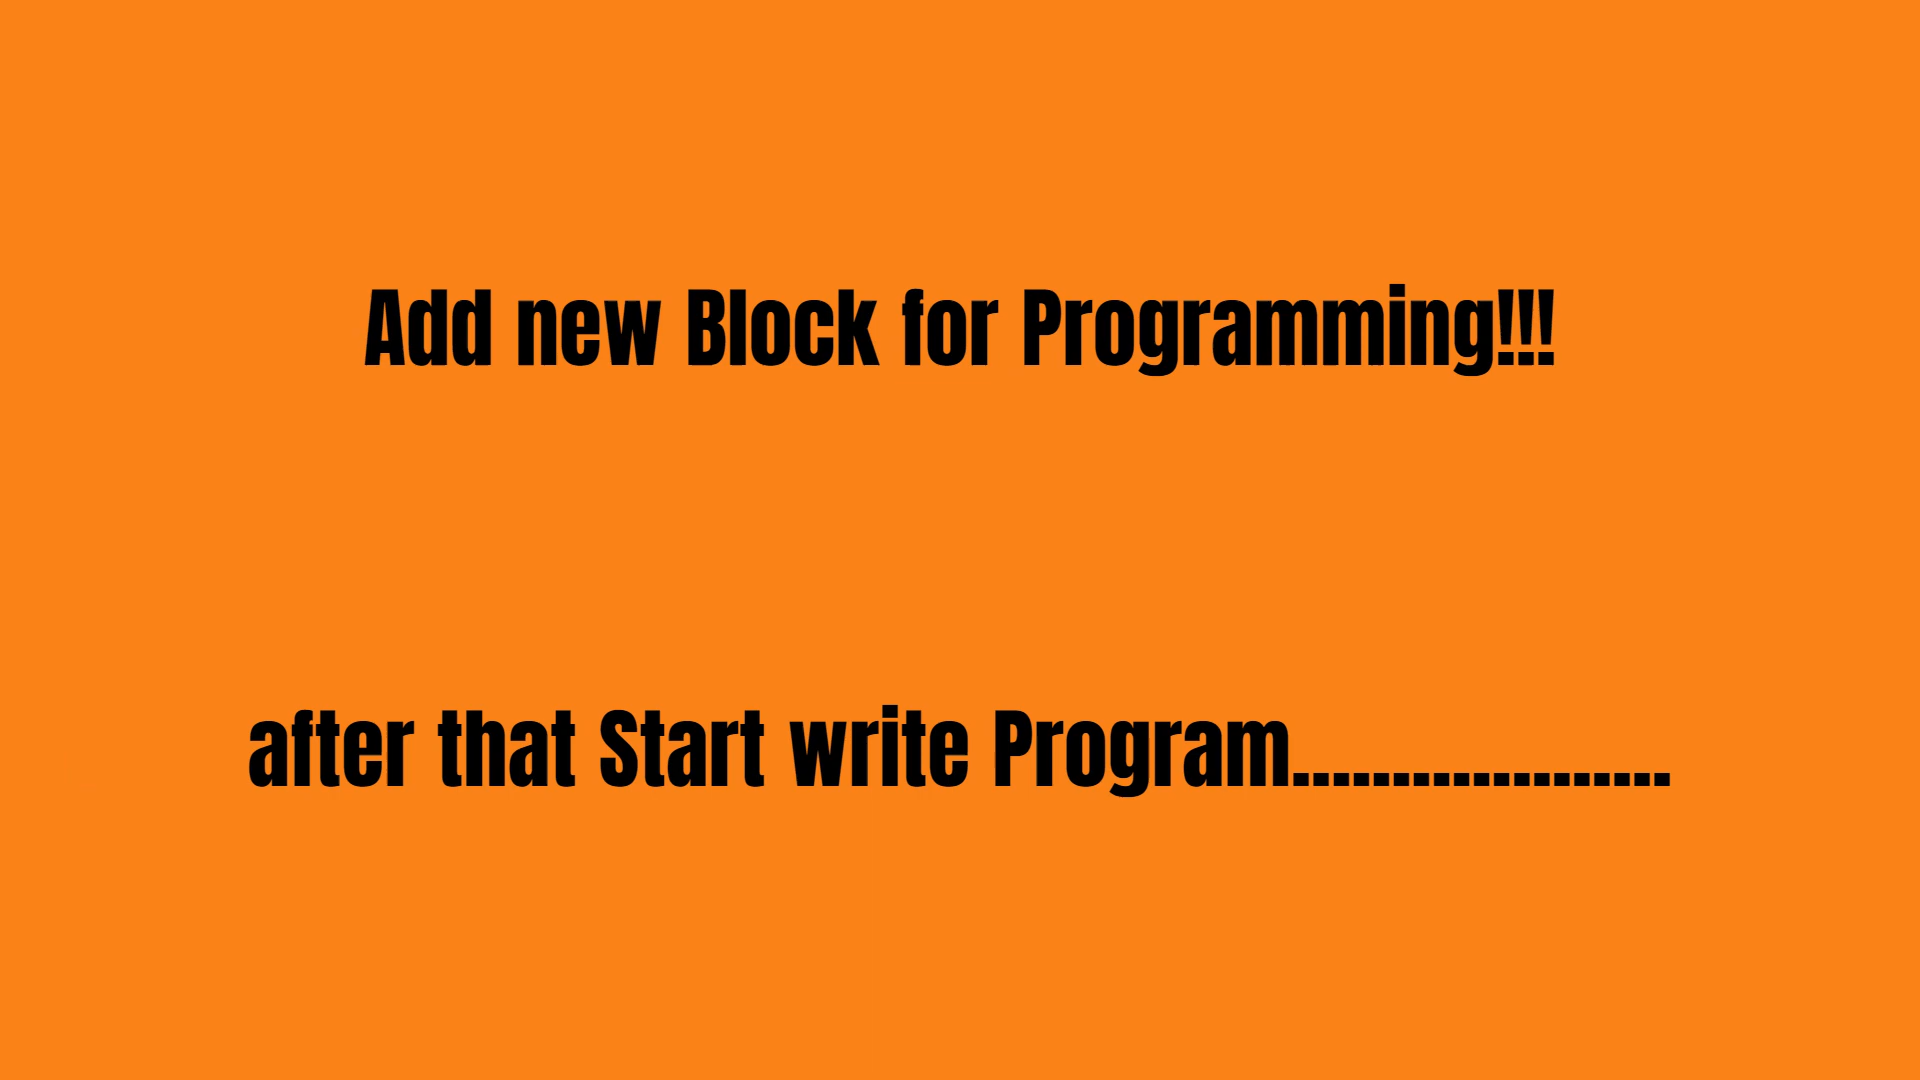 Add new Block for Programming!!!
after that Start write Program...................